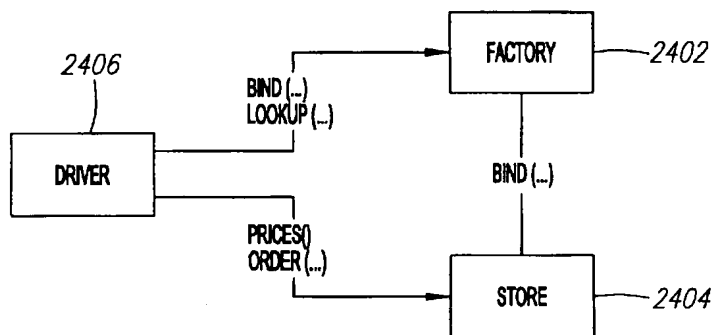 2406
FACTORY
2402
BIND (...)
LOOKUP (...)
DRIVER
BIND (...)
PRICES()
ORDER (...)
STORE
2404